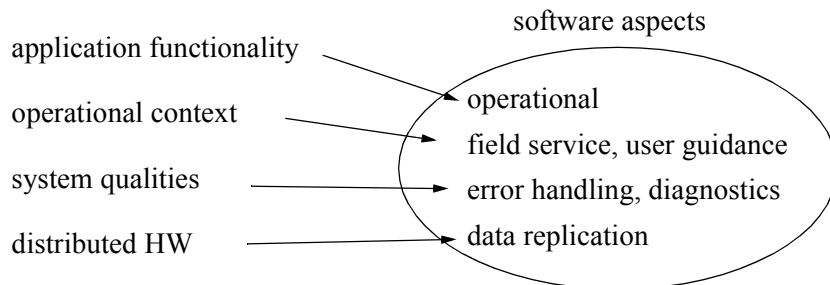 software aspects
application functionality
operational
operational context
field service, user guidance
system qualities
error handling, diagnostics
distributed HW
data replication